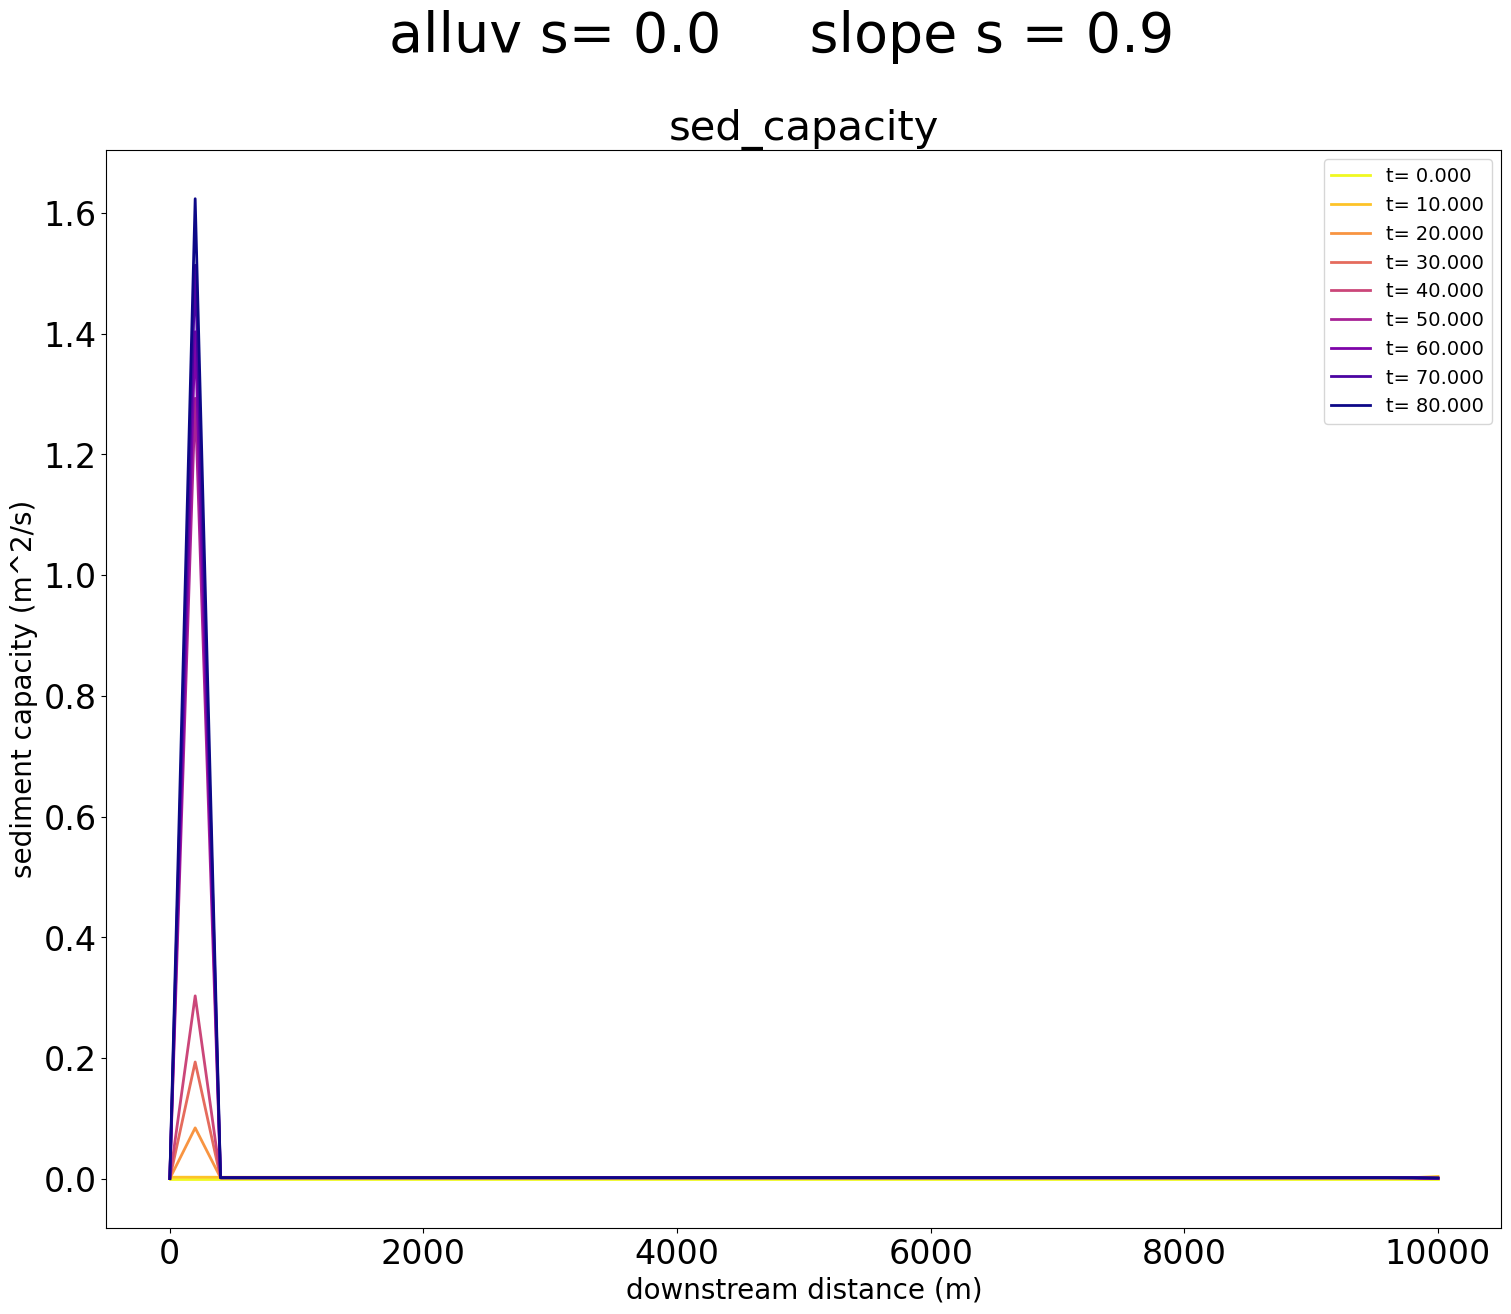 alluv s= 0.0     slope s = 0.9
sed_capacity
t= 0.000
t= 10.000
t= 20.000
t= 30.000
t= 40.000
t= 50.000
t= 60.000
t= 70.000
t= 80.000
1.6
1.4
1.2
1.0
0.8
0.6
0.4
0.2
0.0
sediment capacity (m^2/s)
0
2000
4000
6000
8000
10000
downstream distance (m)